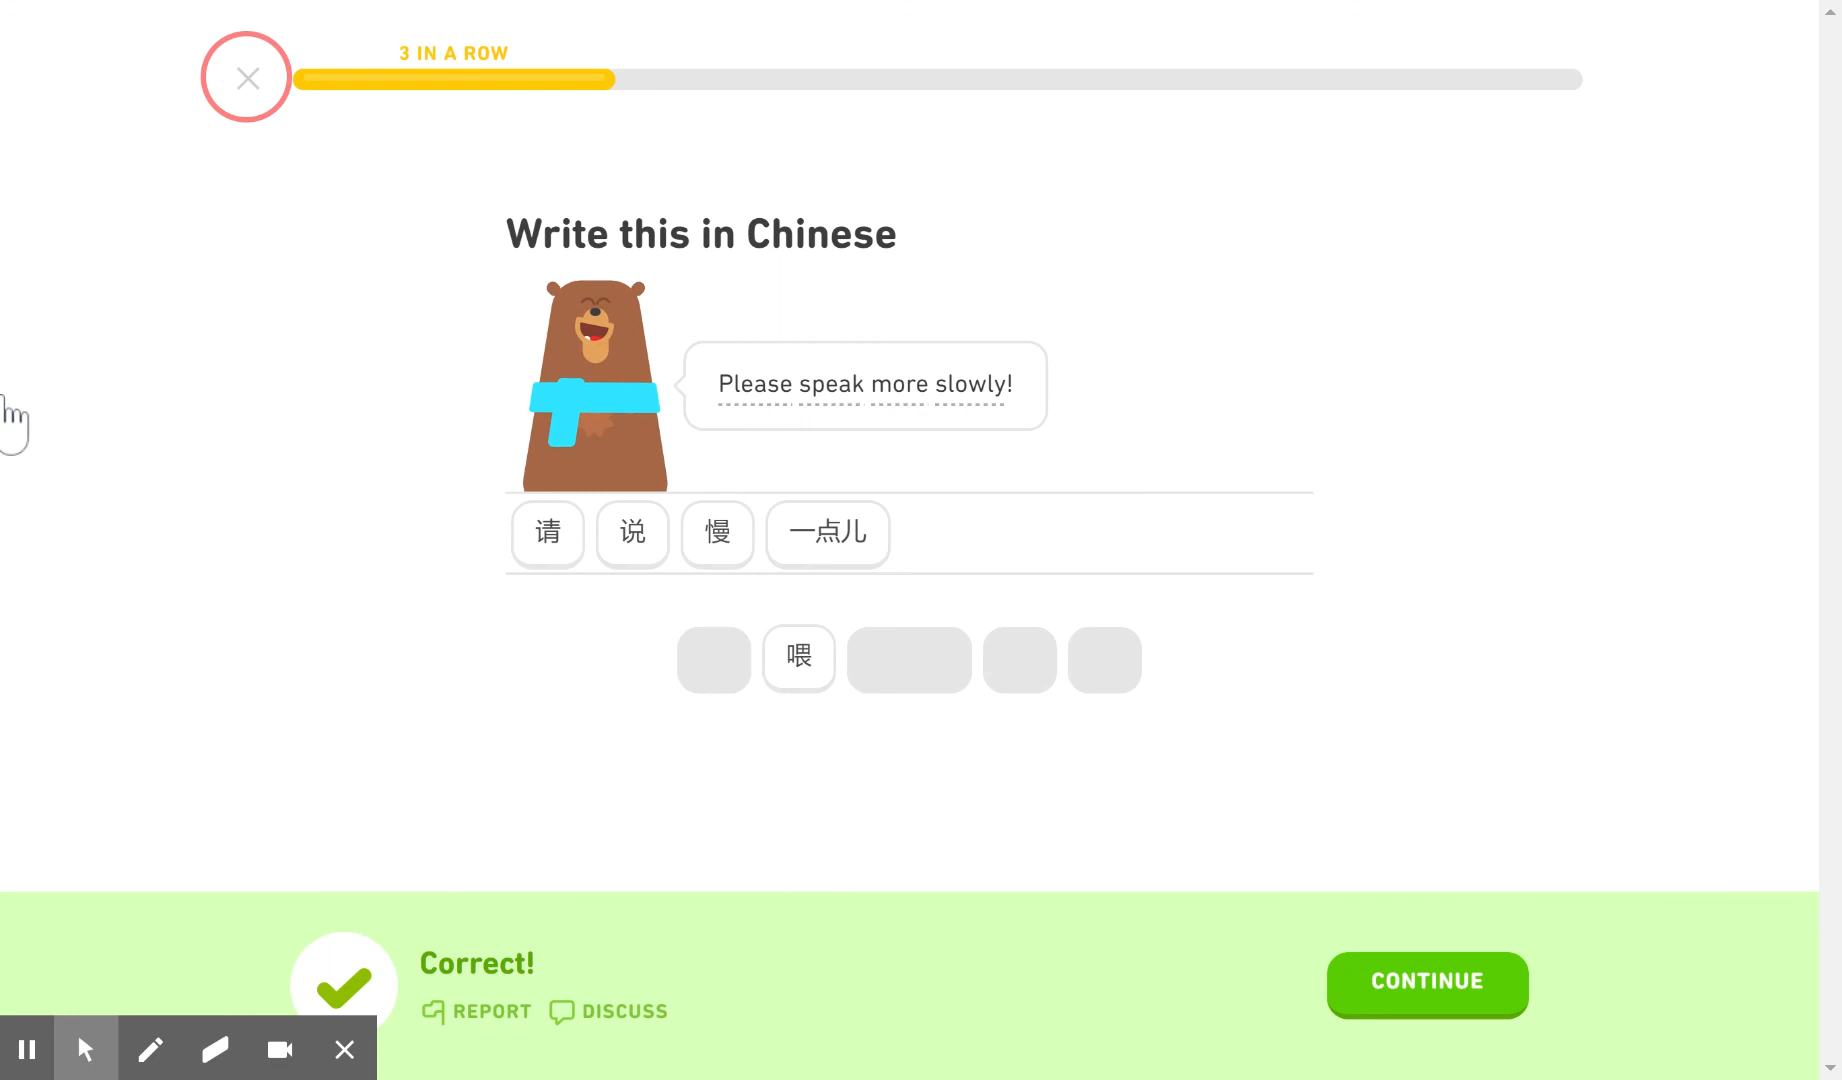 3 IN A ROW
Write this in Chinese
Please speak more slowly!
请 说 慢 一点儿
喂
Correct!
REPORT DISCUSS
CONTINUE